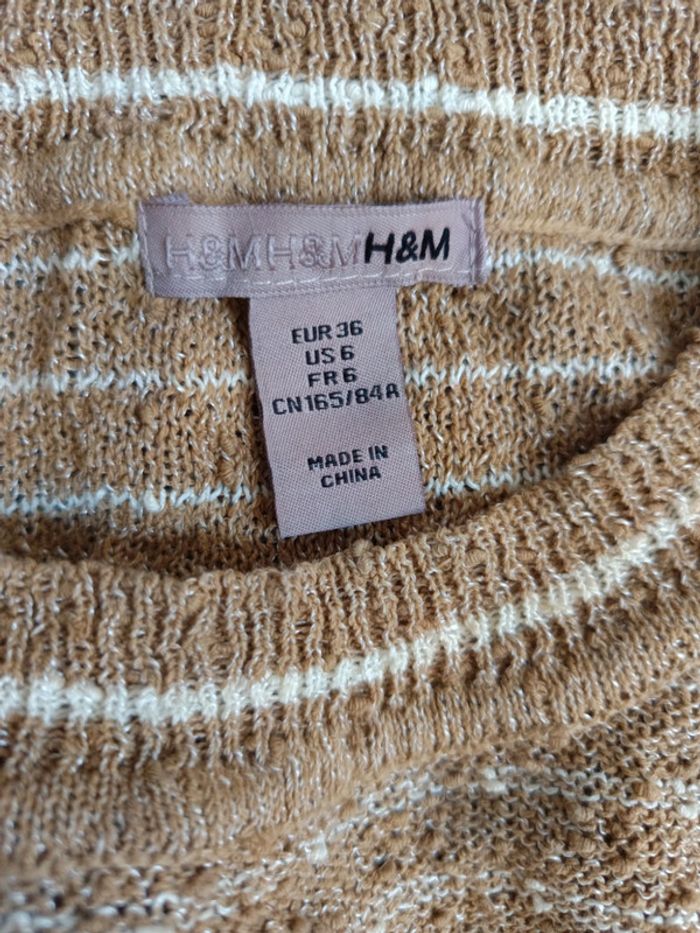 H&MH&MH&M
EUR 36
US 6
FR 6
CN165/84A
MADE IN
CHINA